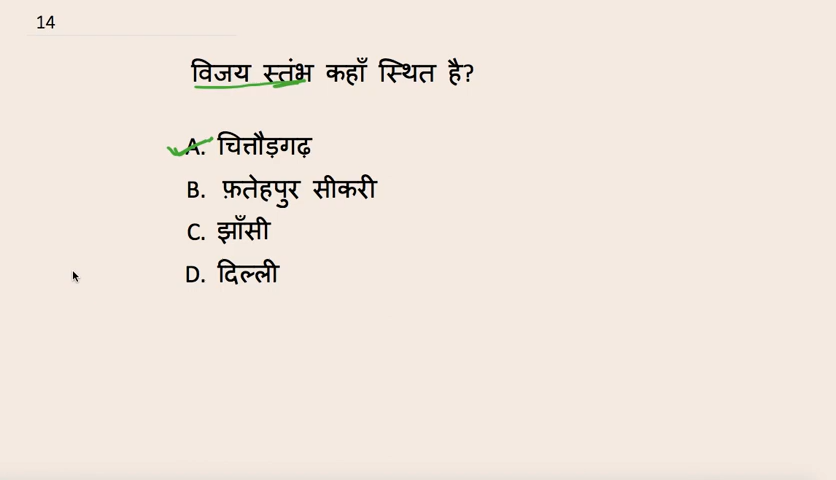 14
विजय स्तंभ कहाँ स्थित है?
A. चित्तौड़गढ़
B. फ़तेहपुर सीकरी
C. झाँसी
D. दिल्ली